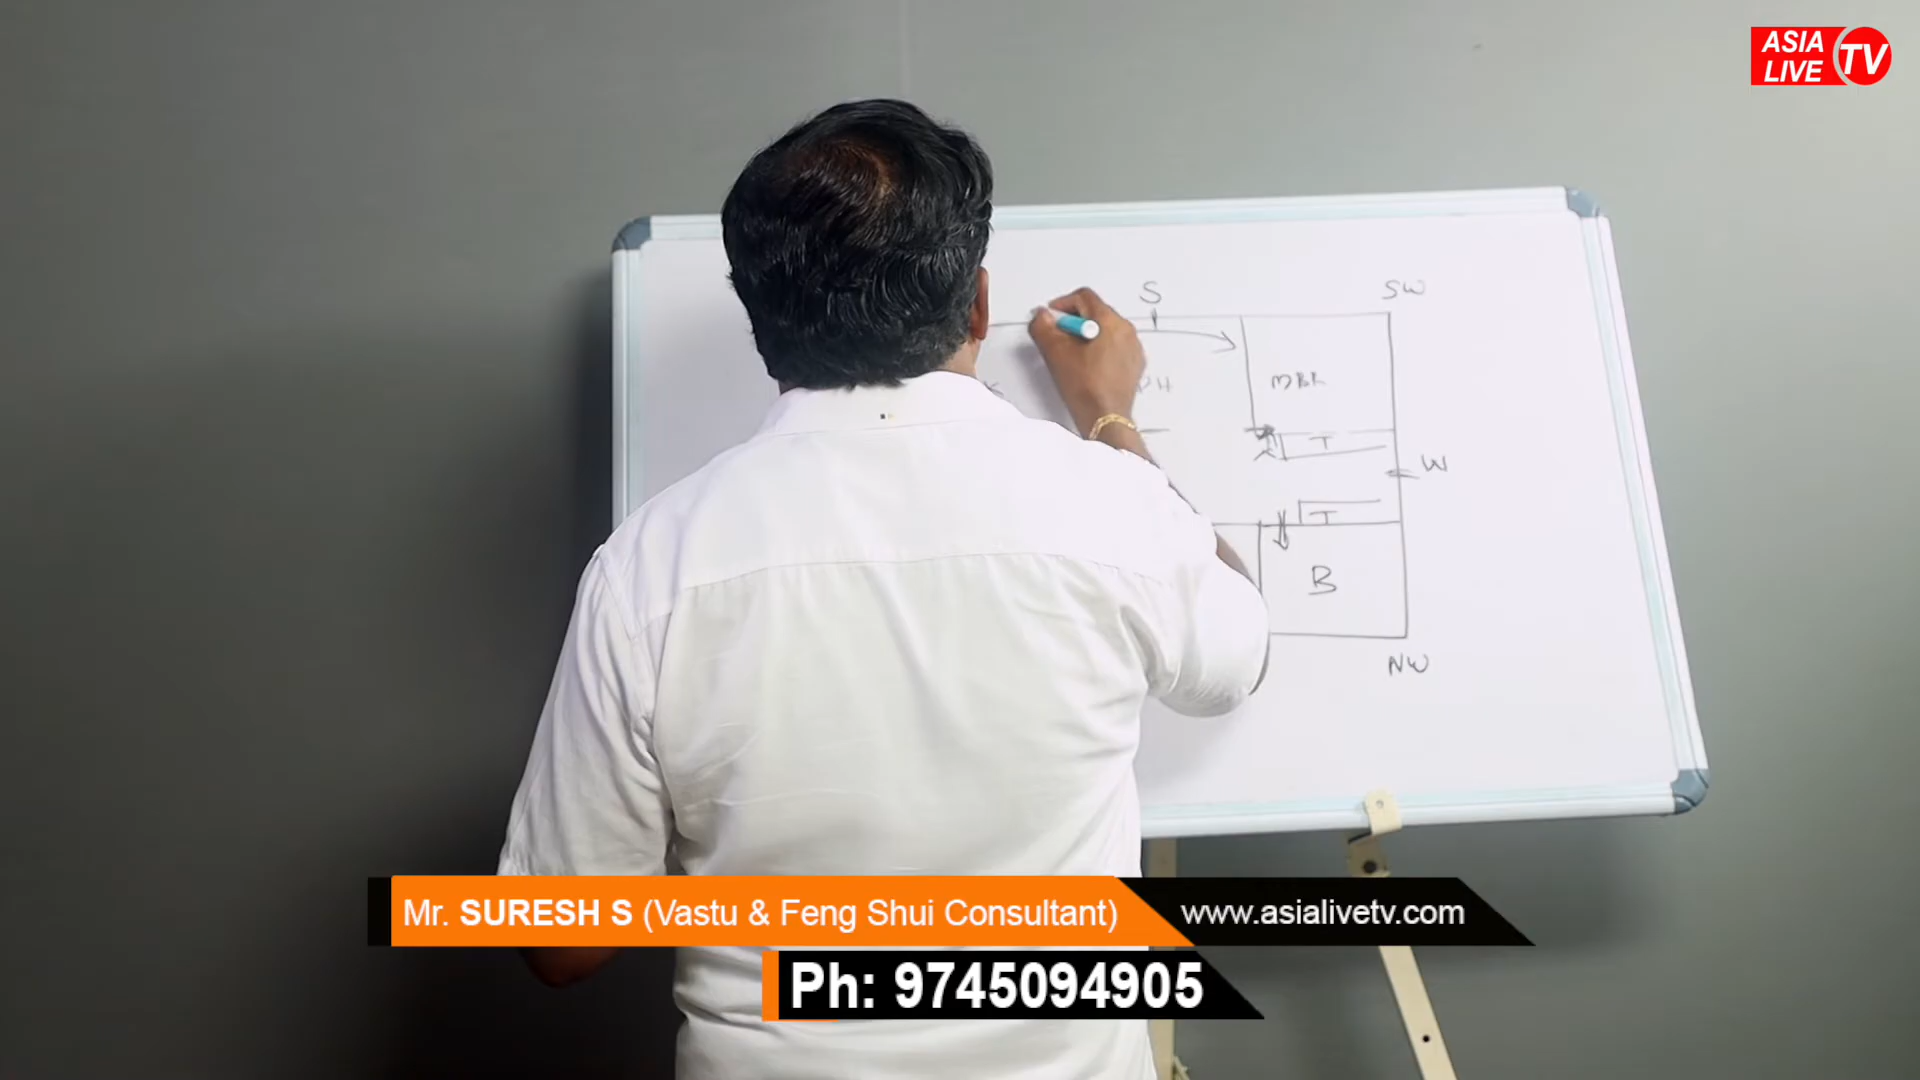 ASIA
LIVE
TV
S
SW
MBR
T
W
T
B
NW
Mr. SURESH S (Vastu & Feng Shui Consultant)
www.asialivetv.com
Ph: 9745094905